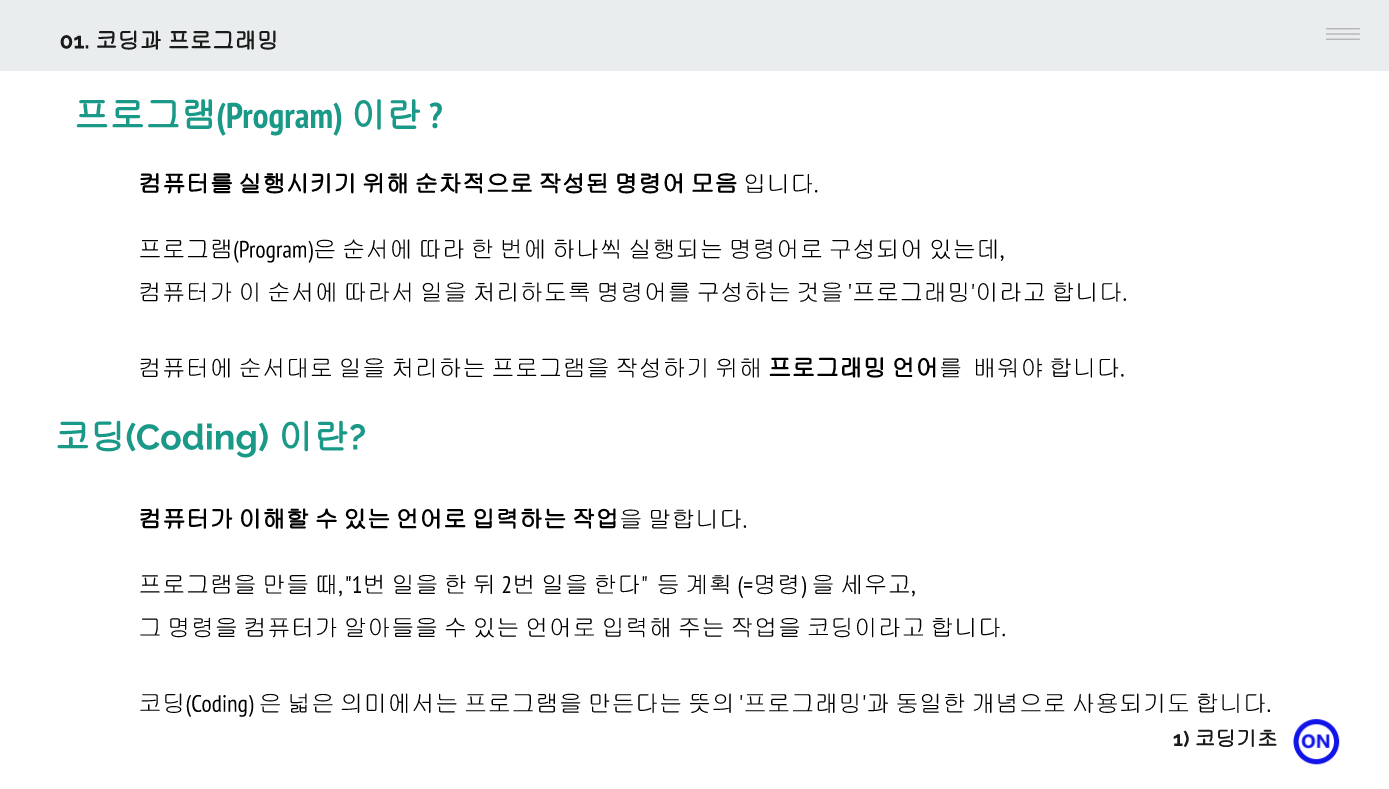 01. 코딩과 프로그래밍
프로그램(Program) 이란 ?
컴퓨터를 실행시키기 위해 순차적으로 작성된 명령어 모음 입니다.
프로그램(Program)은 순서에 따라 한 번에 하나씩 실행되는 명령어로 구성되어 있는데,
컴퓨터가 이 순서에 따라서 일을 처리하도록 명령어를 구성하는 것을 '프로그래밍'이라고 합니다.
컴퓨터에 순서대로 일을 처리하는 프로그램을 작성하기 위해 프로그래밍 언어를 배워야 합니다.
코딩(Coding) 이란?
컴퓨터가 이해할 수 있는 언어로 입력하는 작업을 말합니다.
프로그램을 만들 때,"1번 일을 한 뒤 2번 일을 한다" 등 계획 (=명령) 을 세우고,
그 명령을 컴퓨터가 알아들을 수 있는 언어로 입력해 주는 작업을 코딩이라고 합니다.
코딩(Coding) 은 넓은 의미에서는 프로그램을 만든다는 뜻의 '프로그래밍'과 동일한 개념으로 사용되기도 합니다.
1) 코딩기초
ON